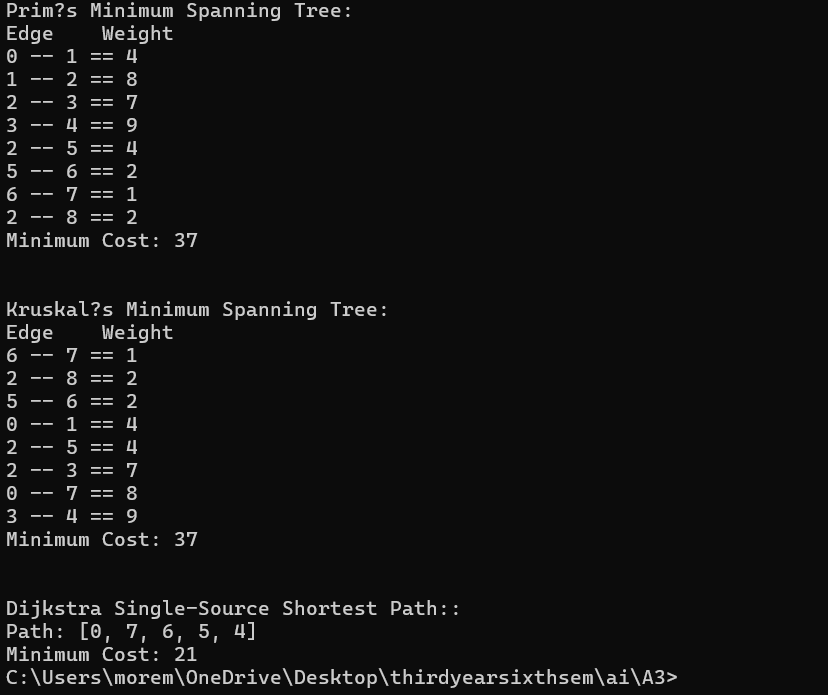 Prim?s Minimum Spanning Tree:
Edge    Weight
0 -- 1 == 4
1 -- 2 == 8
2 -- 3 == 7
3 -- 4 == 9
2 -- 5 == 4
5 -- 6 == 2
6 -- 7 == 1
2 -- 8 == 2
Minimum Cost: 37
Kruskal?s Minimum Spanning Tree:
Edge    Weight
6 -- 7 == 1
2 -- 8 == 2
5 -- 6 == 2
0 -- 1 == 4
2 -- 5 == 4
2 -- 3 == 7
0 -- 7 == 8
3 -- 4 == 9
Minimum Cost: 37
Dijkstra Single-Source Shortest Path::
Path: [0, 7, 6, 5, 4]
Minimum Cost: 21
C:\Users\morem\OneDrive\Desktop\thirdyearsixthsem\ai\A3>